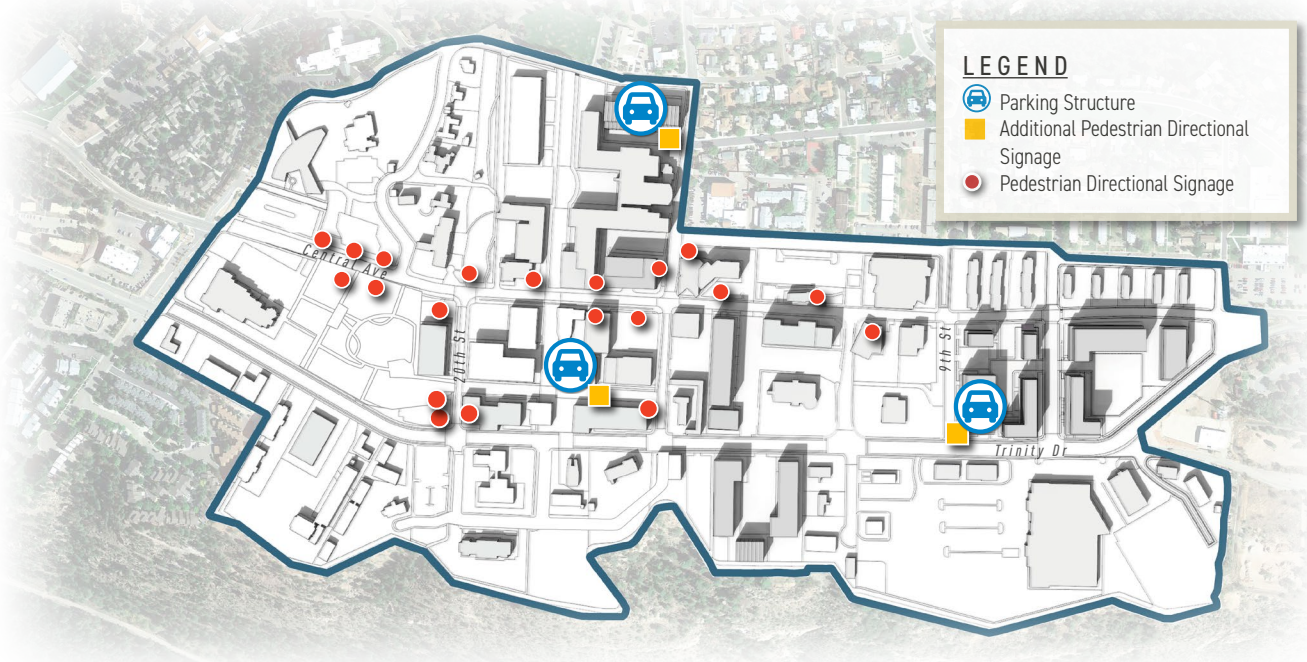 LEGEND
Parking Structure
Additional Pedestrian Directional
Signage
Pedestrian Directional Signage
Central Ave
20th St
9th St
Trinity Dr